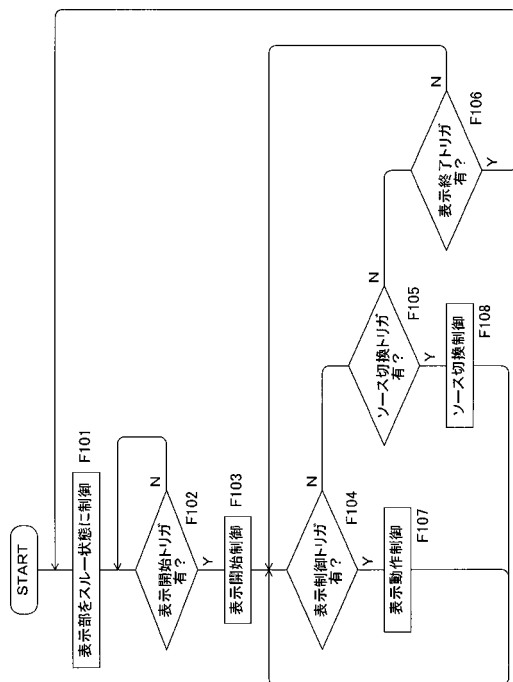 START
表示部をスルー状態に制御
F101
表示開始トリガ
有?
F102
N
Y
表示開始制御
F103
表示制御トリガ
有?
F104
N
Y
表示動作制御
F107
ソース切換トリガ
有?
F105
N
Y
ソース切換制御
F108
表示終了トリガ
有?
F106
N
Y